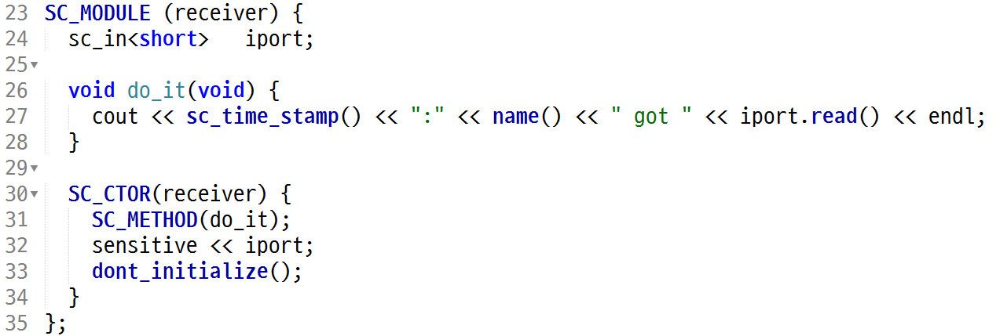 23 SC_MODULE (receiver) {
24   sc_in<short>   iport;
25
26   void do_it(void) {
27     cout << sc_time_stamp() << ":" << name() << " got " << iport.read() << endl;
28   }
29
30   SC_CTOR(receiver) {
31     SC_METHOD(do_it);
32     sensitive << iport;
33     dont_initialize();
34   }
35 };